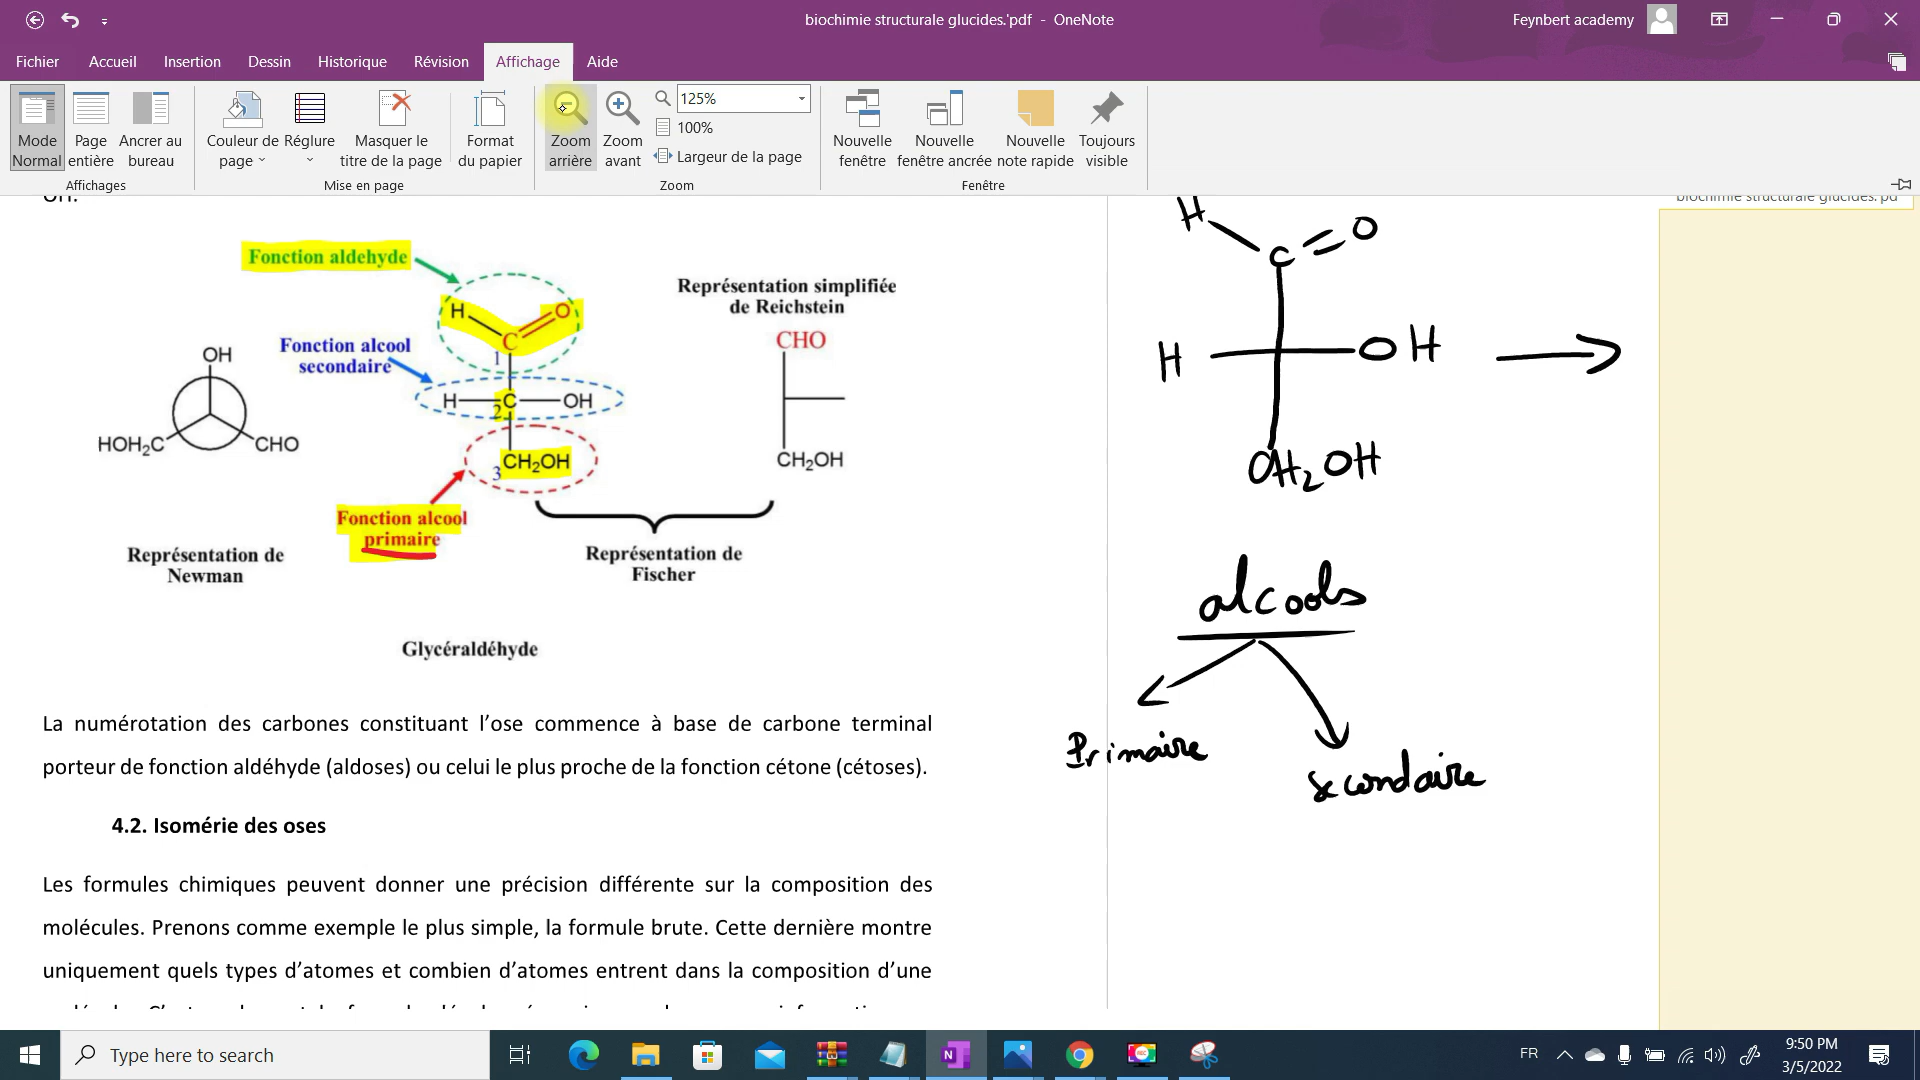 biochimie structurale glucides.'pdf - OneNote
Feynbert academy
Fichier
Accueil
Insertion
Dessin
Historique
Révision
Affichage
Aide
Mode
Normal
Page
entière
Ancrer au
bureau
Affichages
Couleur de
page
Réglure
Masquer le
titre de la page
Format
du papier
Mise en page
Zoom
arrière
Zoom
avant
125%
100%
Largeur de la page
Zoom
Nouvelle
fenêtre
Nouvelle
fenêtre ancrée
Nouvelle
note rapide
Toujours
visible
Fenêtre
biochimie structurale glucides. pd
Fonction aldehyde
H
O
C
1
Fonction alcool
secondaire
H
C
OH
2
CH2OH
3
Fonction alcool
primaire
OH
HOH2C
CHO
Représentation de
Newman
Représentation simplifiée
de Reichstein
CHO
CH2OH
Représentation de
Fischer
Glycéraldéhyde
La numérotation des carbones constituant l’ose commence à base de carbone terminal
porteur de fonction aldéhyde (aldoses) ou celui le plus proche de la fonction cétone (cétoses).
4.2. Isomérie des oses
Les formules chimiques peuvent donner une précision différente sur la composition des
molécules. Prenons comme exemple le plus simple, la formule brute. Cette dernière montre
uniquement quels types d’atomes et combien d’atomes entrent dans la composition d’une
H
C
O
H
OH
CH2OH
alcools
Primaire
secondaire
Type here to search
FR
9:50 PM
3/5/2022